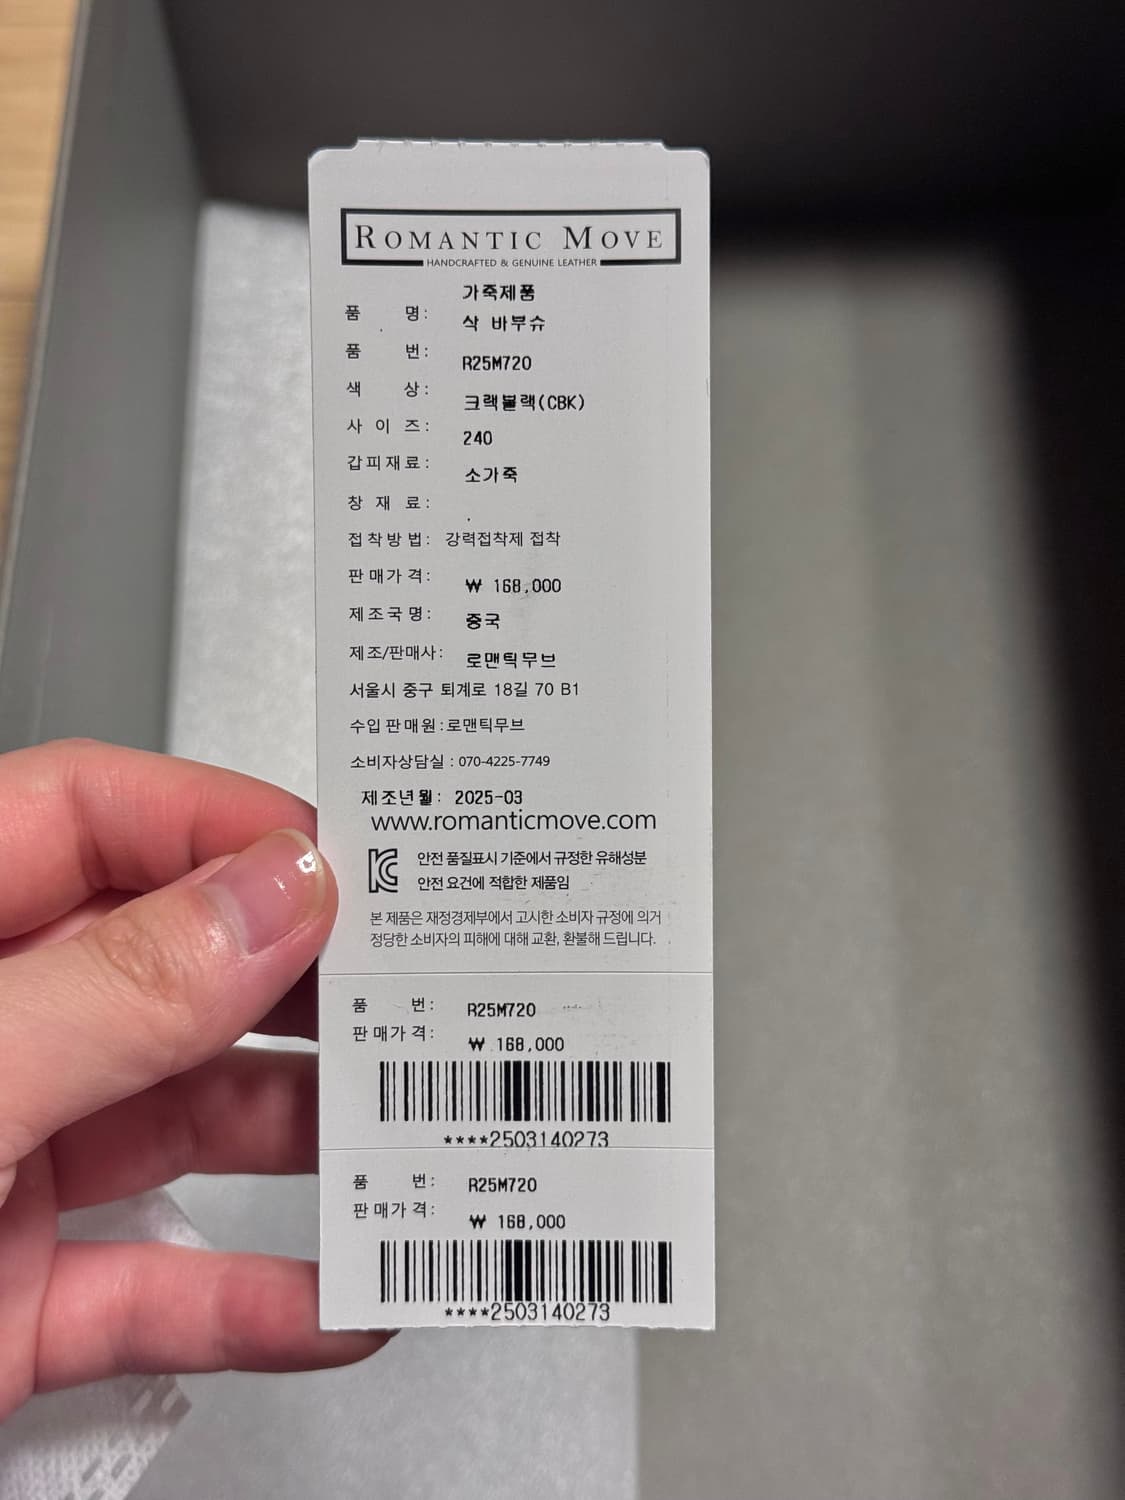 ROMANTIC MOVE
HANDCRAFTED & GENUINE LEATHER
가죽제품
품 명: 삭 바부슈
품 번: R25M720
색 상: 크랙블랙(CBK)
사 이 즈: 240
갑피재료: 소가죽
창 재 료: .
접착방법: 강력접착제 접착
판매가격: ₩ 168,000
제조국명: 중국
제조/판매사: 로맨틱무브
서울시 중구 퇴계로 18길 70 B1
수입판매원:로맨틱무브
소비자상담실 : 070-4225-7749
제조년월: 2025-03
www.romanticmove.com
KC 안전 품질표시 기준에서 규정한 유해성분
안전 요건에 적합한 제품임
본 제품은 재정경제부에서 고시한 소비자 규정에 의거
정당한 소비자의 피해에 대해 교환, 환불해 드립니다.
품 번: R25M720
판매가격: ₩ 168,000
****2503140273
품 번: R25M720
판매가격: ₩ 168,000
****2503140273